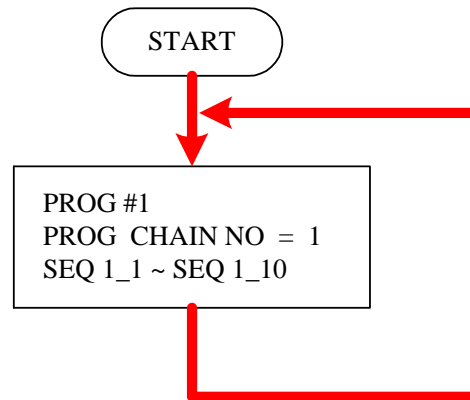 START
PROG #1
PROG CHAIN NO = 1
SEQ 1_1 ~ SEQ 1_10